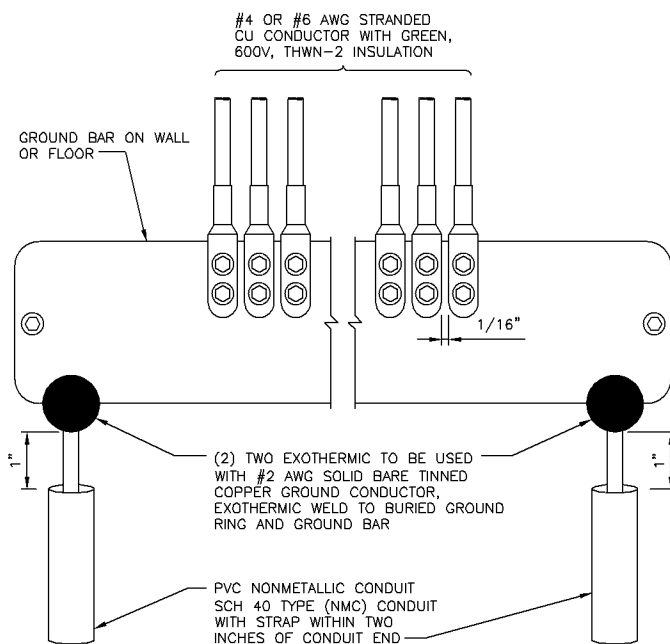 #4 OR #6 AWG STRANDED
CU CONDUCTOR WITH GREEN,
600V, THWN-2 INSULATION
GROUND BAR ON WALL
OR FLOOR
1/16"
1"
(2) TWO EXOTHERMIC TO BE USED
WITH #2 AWG SOLID BARE TINNED
COPPER GROUND CONDUCTOR,
EXOTHERMIC WELD TO BURIED GROUND
RING AND GROUND BAR
1"
PVC NONMETALLIC CONDUIT
SCH 40 TYPE (NMC) CONDUIT
WITH STRAP WITHIN TWO
INCHES OF CONDUIT END